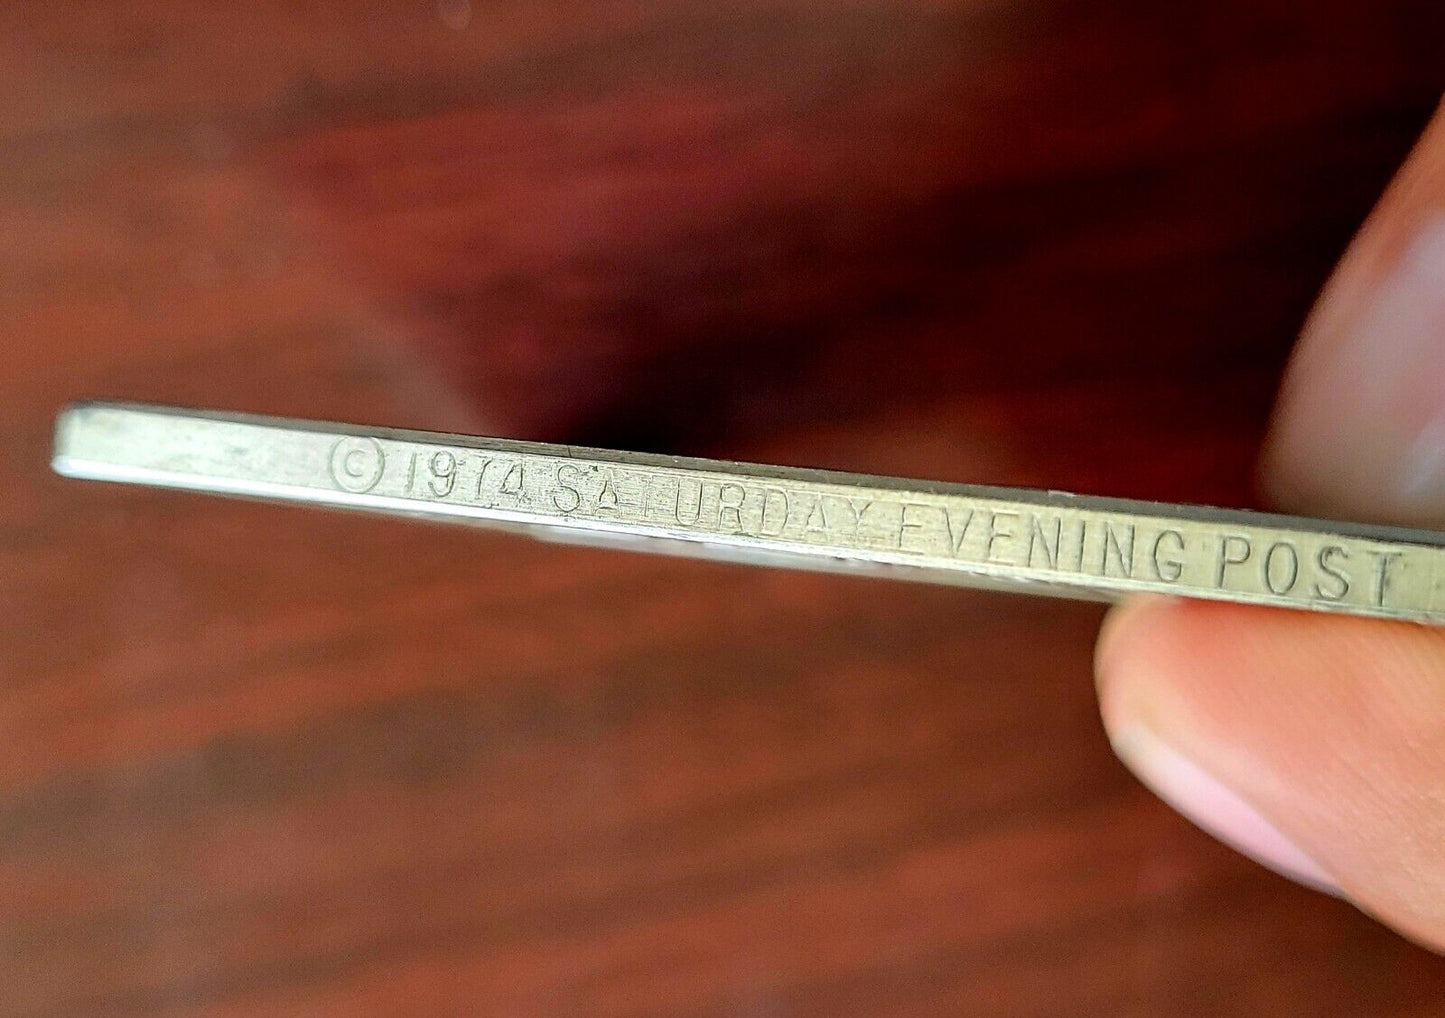 © 1974 SATURDAY EVENING POST